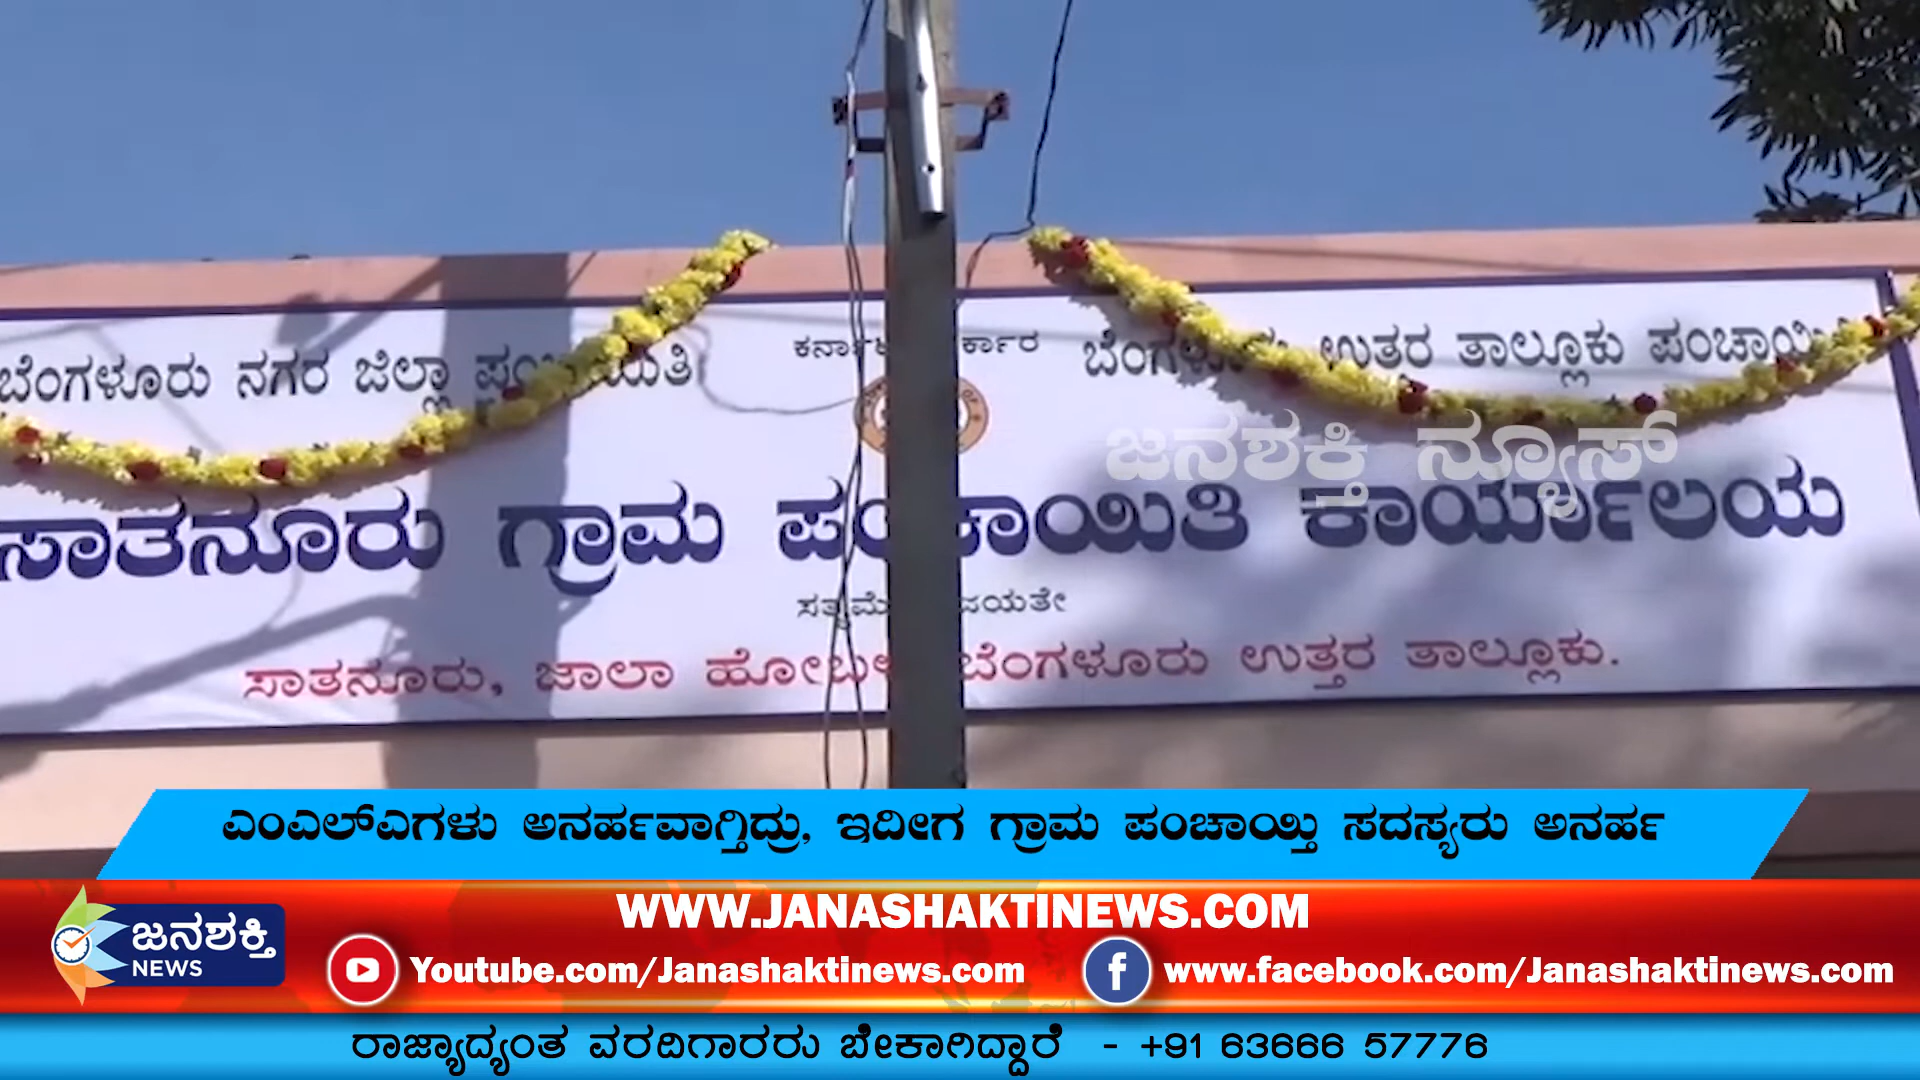 ಬೆಂಗಳೂರು ನಗರ ಜಿಲ್ಲಾ
ಬೆಂಗಳೂರು ಉತ್ತರ ತಾಲ್ಲೂಕು ಪಂಚಾಯಿ
ಜನಶಕ್ತಿ ನ್ಯೂಸ್
ಸಾತನೂರು ಗ್ರಾಮ ಪಂಚಾಯಿತಿ ಕಾರ್ಯಾಲಯ
ಸಾತನೂರು, ಜಾಲಾ ಹೋಬಳಿ ಬೆಂಗಳೂರು ಉತ್ತರ ತಾಲ್ಲೂಕು.
ಎಂಎಲ್ಎಗಳು ಅನರ್ಹವಾಗ್ತಿದ್ರು, ಇದೀಗ ಗ್ರಾಮ ಪಂಚಾಯ್ತಿ ಸದಸ್ಯರು ಅನರ್ಹ
WWW.JANASHAKTINEWS.COM
ಜನಶಕ್ತಿ
NEWS
Youtube.com/Janashaktinews.com
www.facebook.com/Janashaktinews.com
ರಾಜ್ಯಾದ್ಯಂತ ವರದಿಗಾರರು ಬೇಕಾಗಿದ್ದಾರೆ - +91 63666 57776